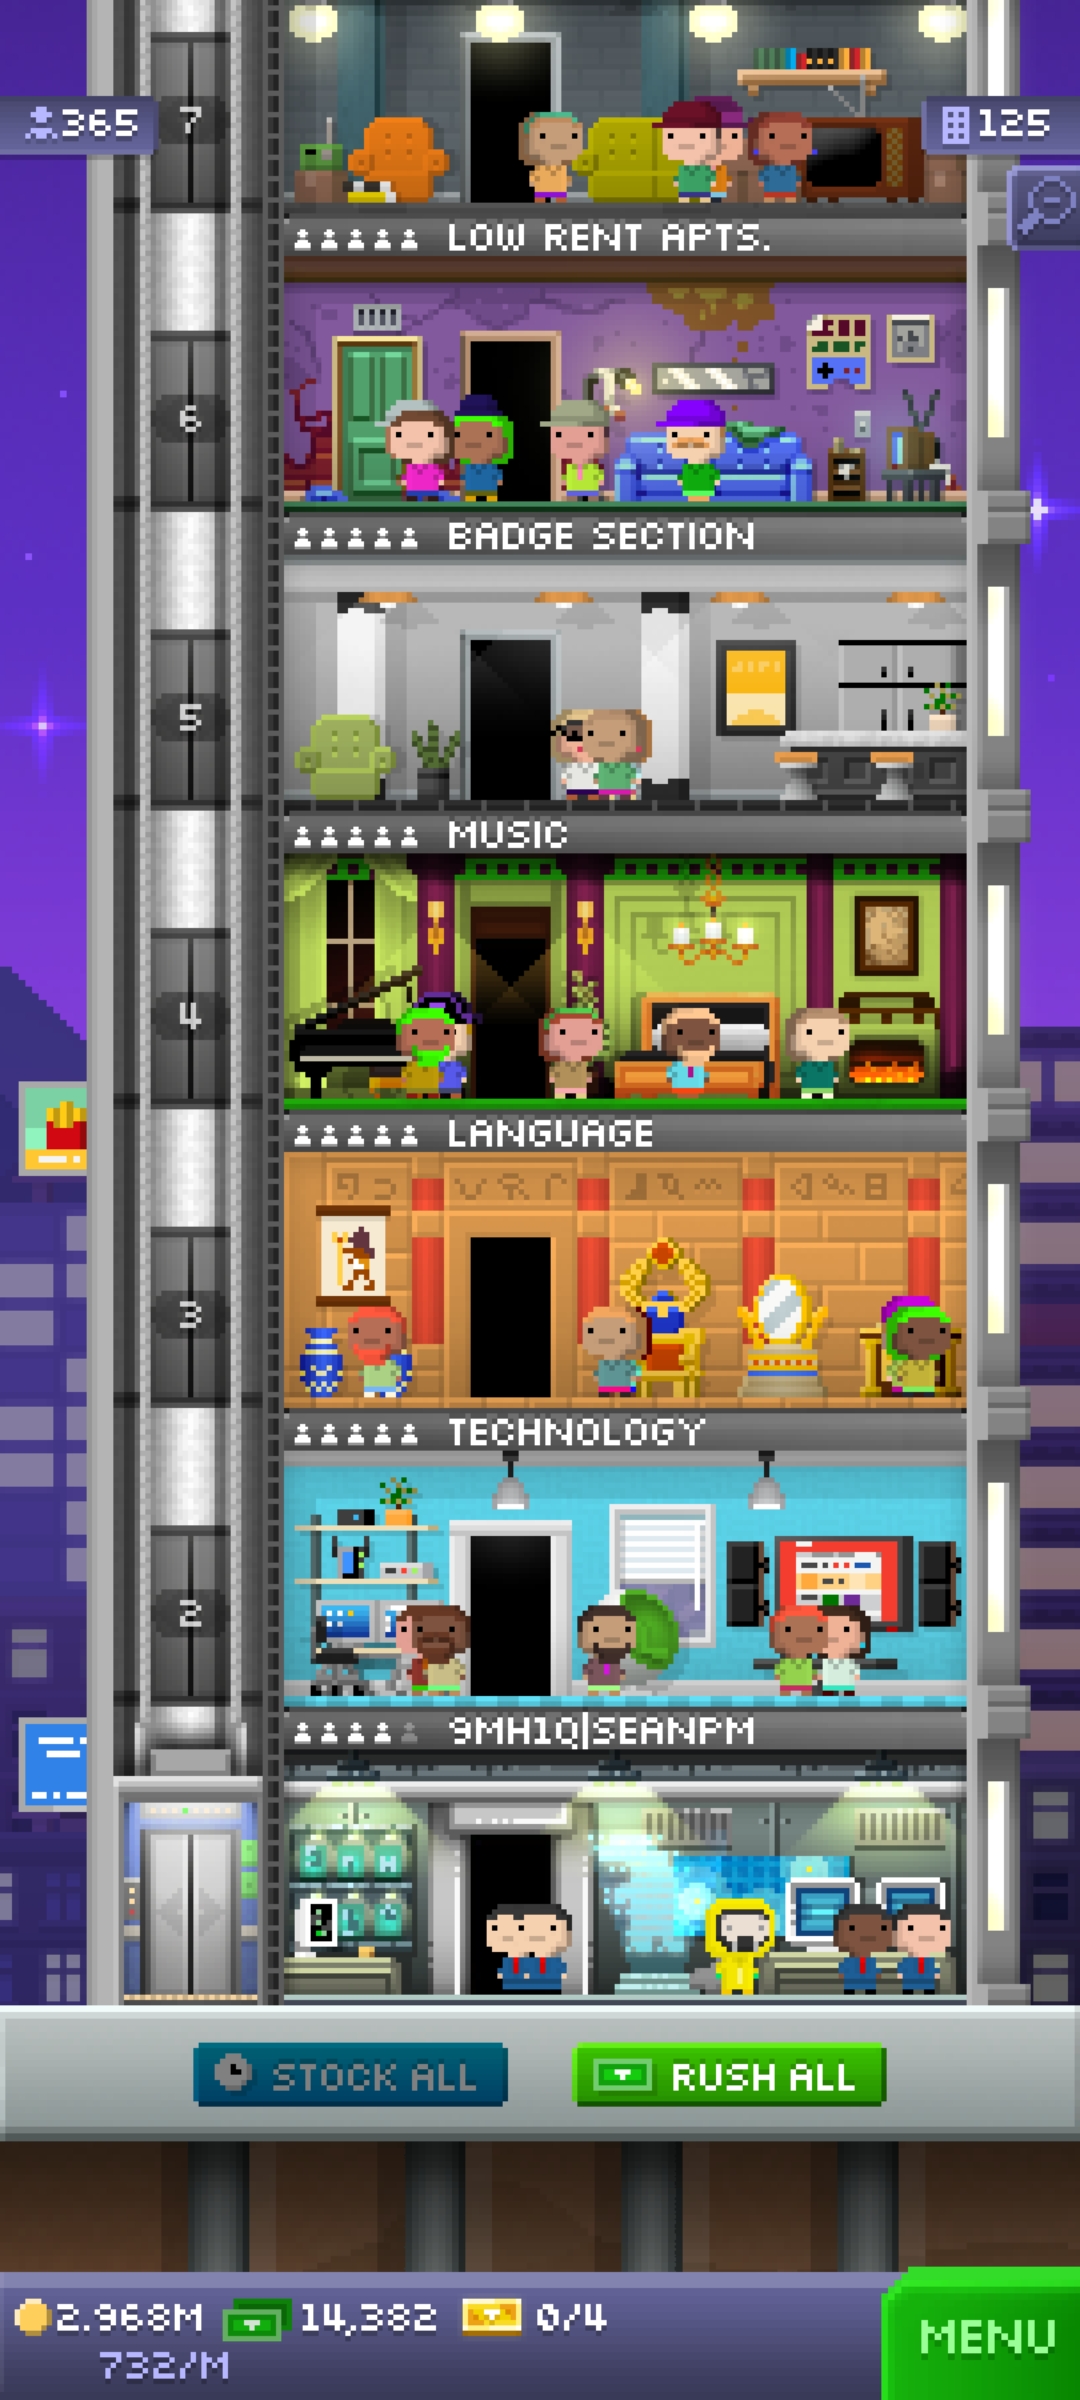 365
7
125
LOW RENT APTS.
6
BADGE SECTION
5
MUSIC
4
LANGUAGE
3
TECHNOLOGY
2
9MH1Q|SEANPM
STOCK ALL
RUSH ALL
2.968M
14,382
0/4
732/M
MENU